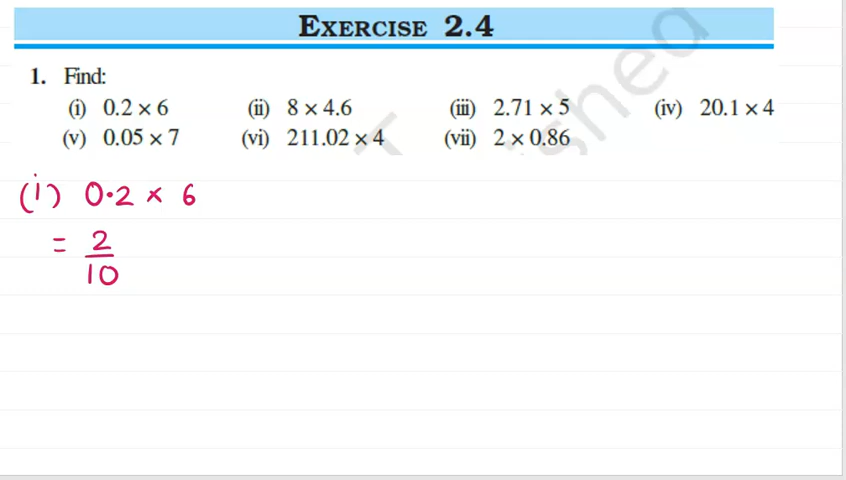 EXERCISE 2.4
1. Find:
(i) 0.2 × 6 (ii) 8 × 4.6 (iii) 2.71 × 5 (iv) 20.1 × 4
(v) 0.05 × 7 (vi) 211.02 × 4 (vii) 2 × 0.86
(i) 0.2 × 6
= 2
10